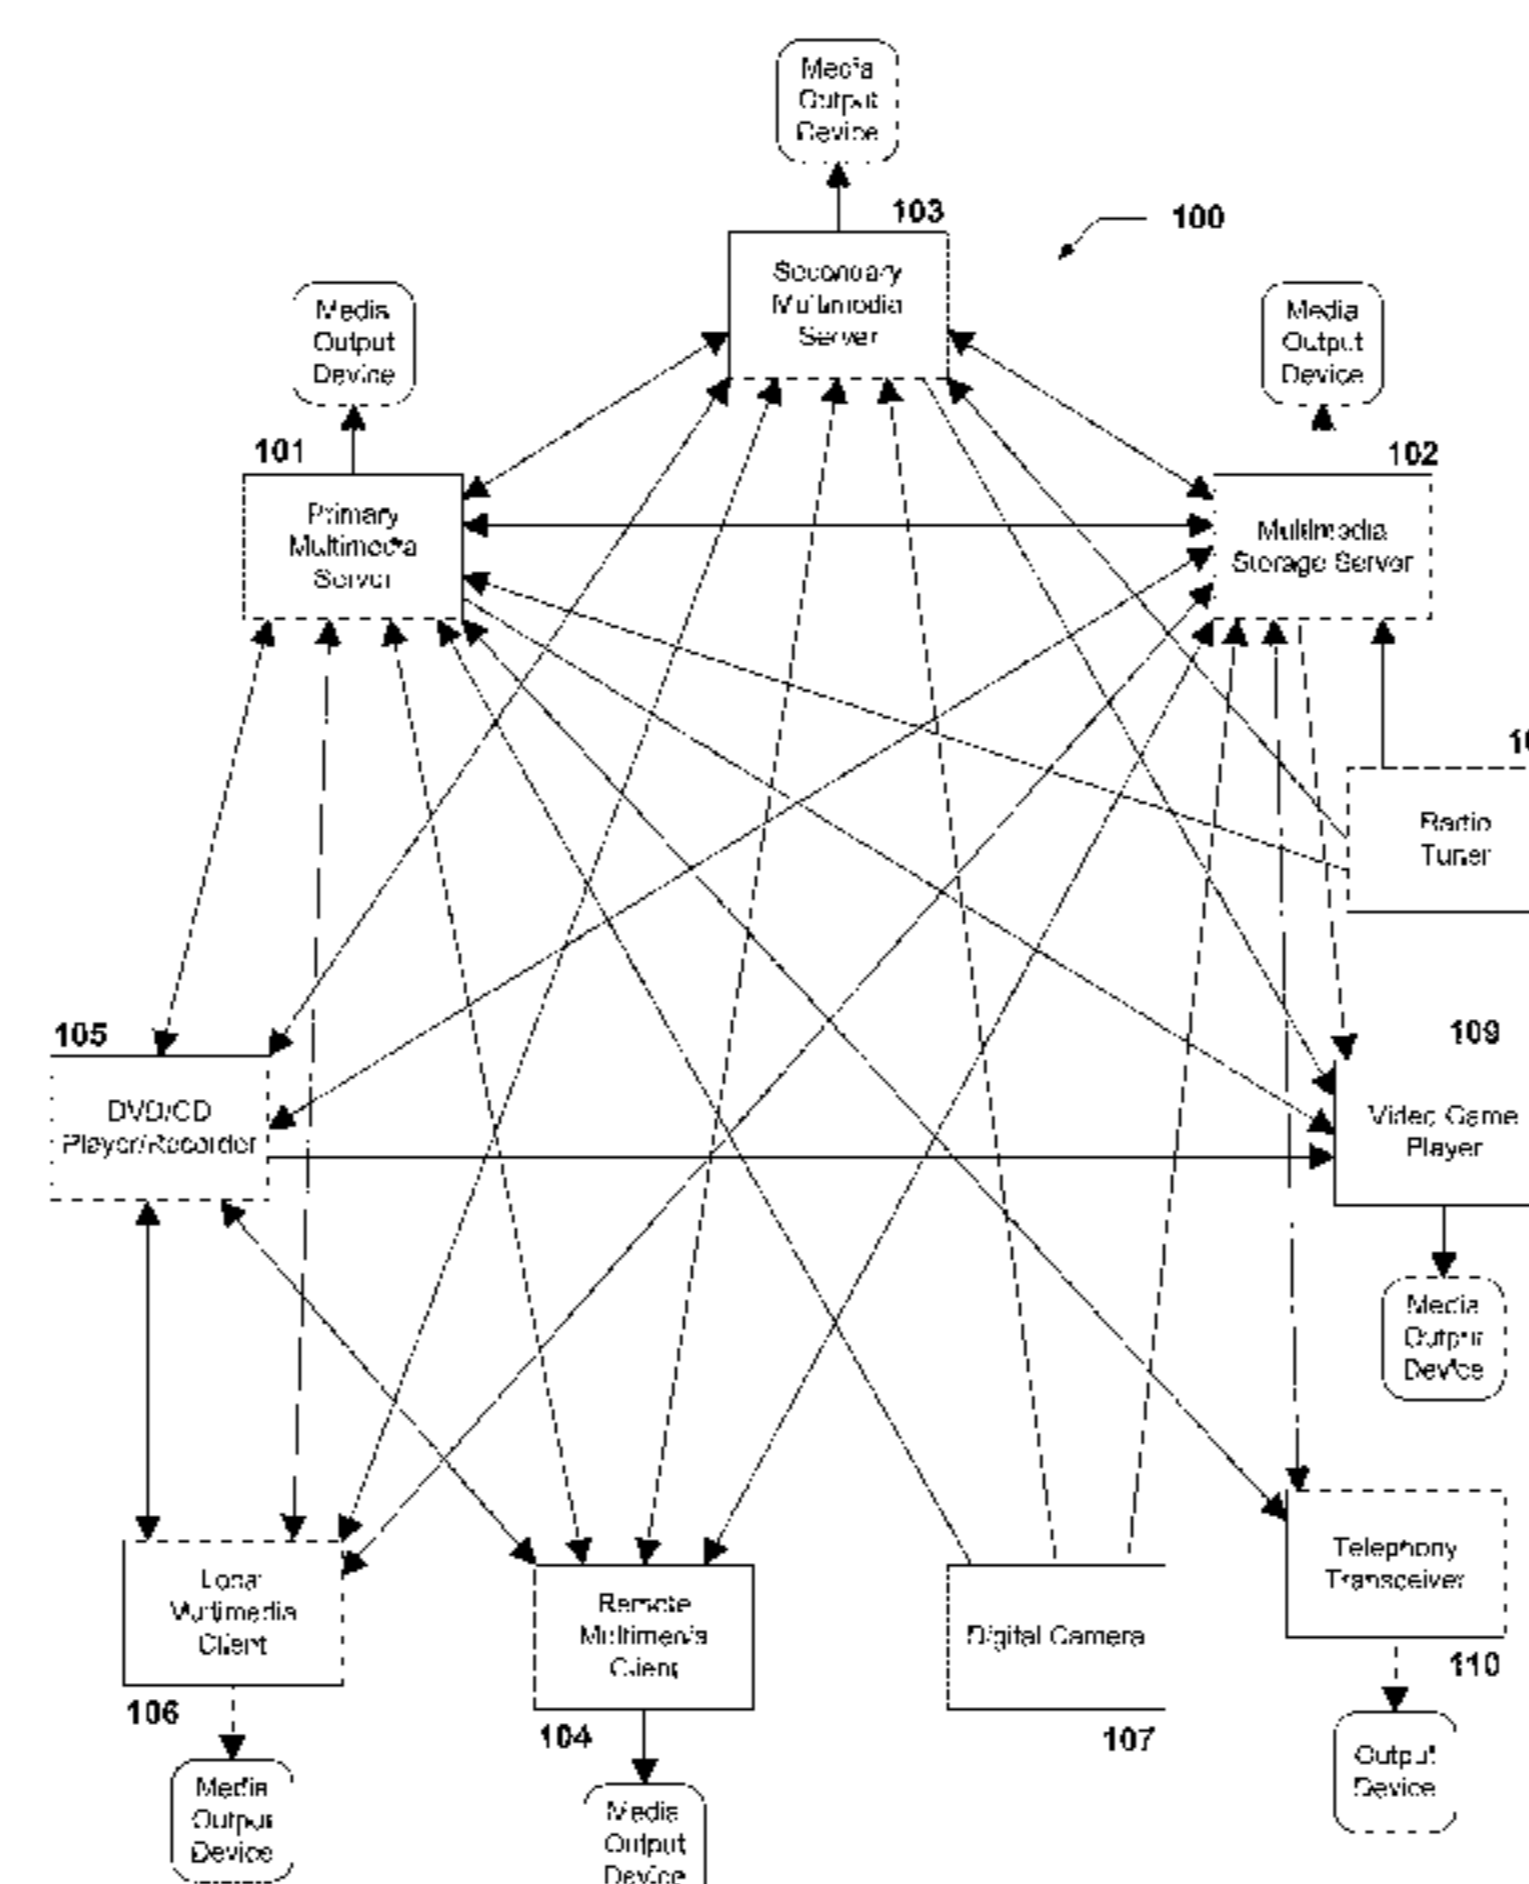 Media
Output
Device
103
100
Secondary
Multimedia
Server
Media
Output
Device
Media
Output
Device
101
102
Primary
Multimedia
Server
Multimedia
Storage Server
Radio
Tuner
105
109
DVD/CD
Player/Recorder
Video Game
Player
Media
Output
Device
Telephony
Transceiver
Local
Multimedia
Client
Remote
Multimedia
Client
Digital Camera
110
106
104
107
Output
Device
Media
Output
Device
Media
Output
Device